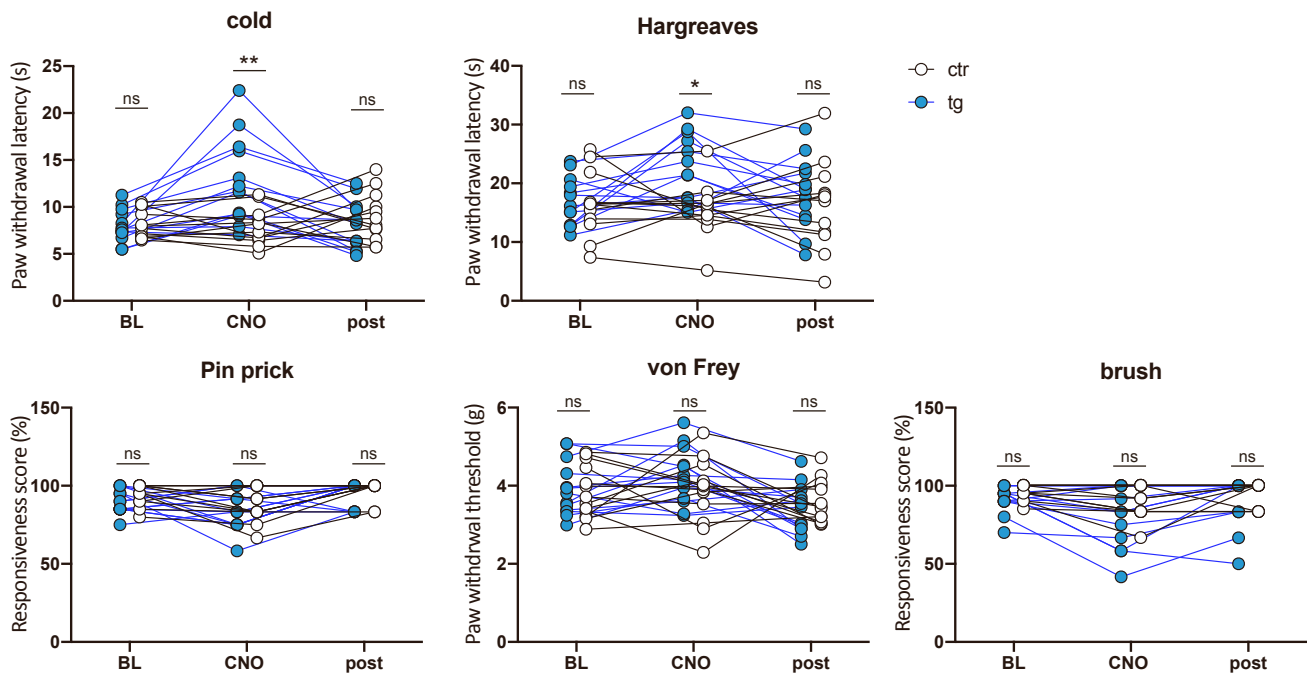 cold
Paw withdrawal latency (s)
25
20
15
10
5
0
ns
**
ns
BL CNO post
Hargreaves
Paw withdrawal latency (s)
40
30
20
10
0
ns
*
ns
BL CNO post
ctr
tg
Pin prick
Responsiveness score (%)
150
100
50
0
ns
ns
ns
BL CNO post
von Frey
Paw withdrwal threshold (g)
6
4
2
0
ns
ns
ns
BL CNO post
brush
Responsiveness score (%)
150
100
50
0
ns
ns
ns
BL CNO post